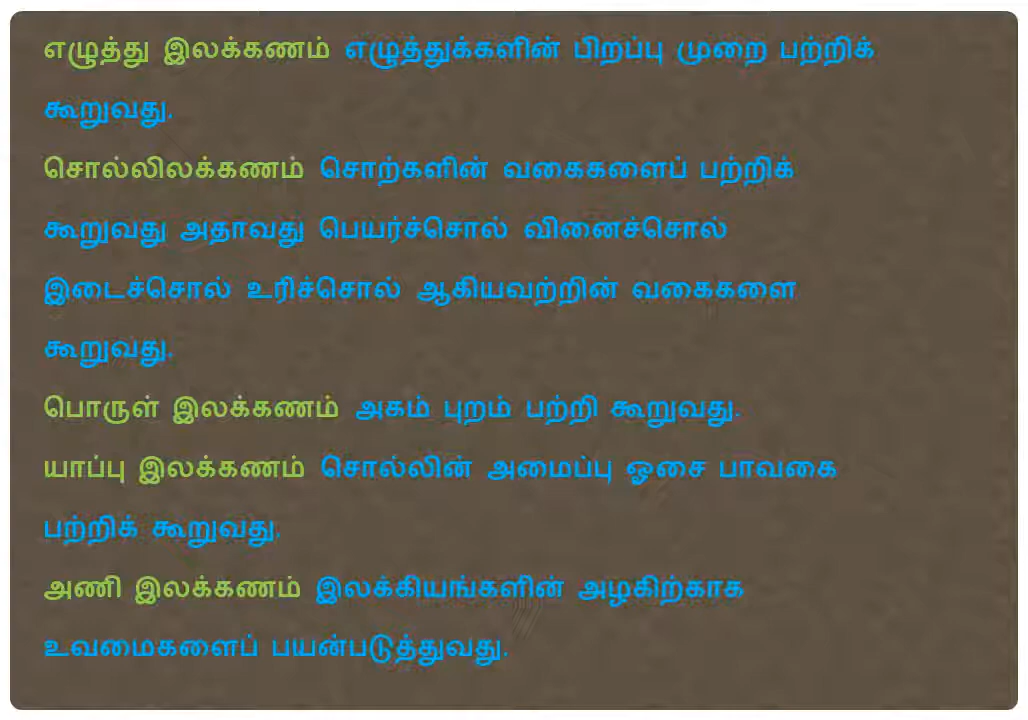 எழுத்து இலக்கணம் எழுத்துக்களின் பிறப்பு முறை பற்றிக்
கூறுவது.
சொல்லிலக்கணம் சொற்களின் வகைகளைப் பற்றிக்
கூறுவது அதாவது பெயர்ச்சொல் வினைச்சொல்
இடைச்சொல் உரிச்சொல் ஆகியவற்றின் வகைகளை
கூறுவது.
பொருள் இலக்கணம் அகம் புறம் பற்றி கூறுவது.
யாப்பு இலக்கணம் சொல்லின் அமைப்பு ஓசை பாவகை
பற்றிக் கூறுவது.
அணி இலக்கணம் இலக்கியங்களின் அழகிற்காக
உவமைகளைப் பயன்படுத்துவது.